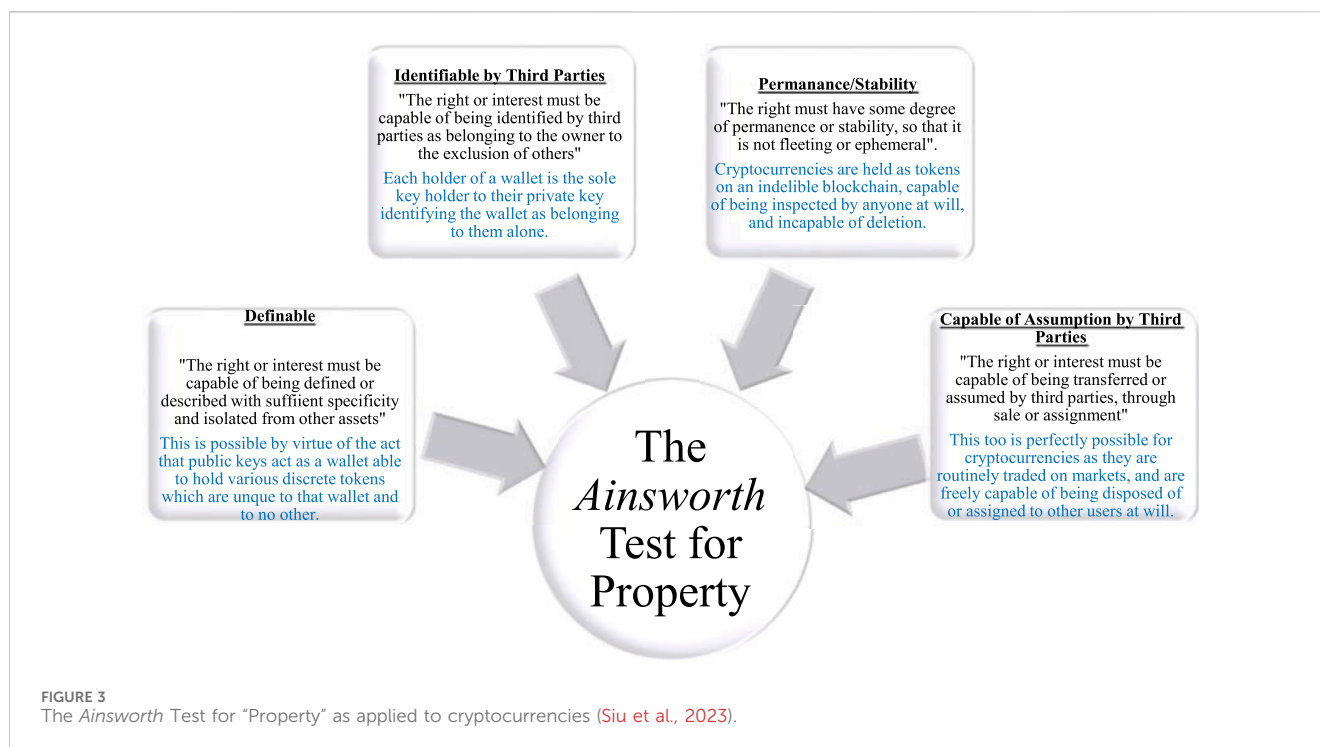 Identifiable by Third Parties
"The right or interest must be
capable of being identified by third
parties as belonging to the owner to
the exclusion of others"
Each holder of a wallet is the sole
key holder to their private key
identifying the wallet as belonging
to them alone.
Permanance/Stability
"The right must have some degree
of permanence or stability, so that it
is not fleeting or ephemeral".
Cryptocurrencies are held as tokens
on an indelible blockchain, capable
of being inspected by anyone at will,
and incapable of deletion.
Definable
"The right or interest must be
capable of being defined or
described with suffiient specificity
and isolated from other assets"
This is possible by virtue of the act
that public keys act as a wallet able
to hold various discrete tokens
which are unque to that wallet and
to no other.
Capable of Assumption by Third
Parties
"The right or interest must be
capable of being transferred or
assumed by third parties, through
sale or assignment"
This too is perfectly possible for
cryptocurrencies as they are
routinely traded on markets, and are
freely capable of being disposed of
or assigned to other users at will.
The
Ainsworth
Test for
Property
FIGURE 3
The Ainsworth Test for “Property” as applied to cryptocurrencies (Siu et al., 2023).